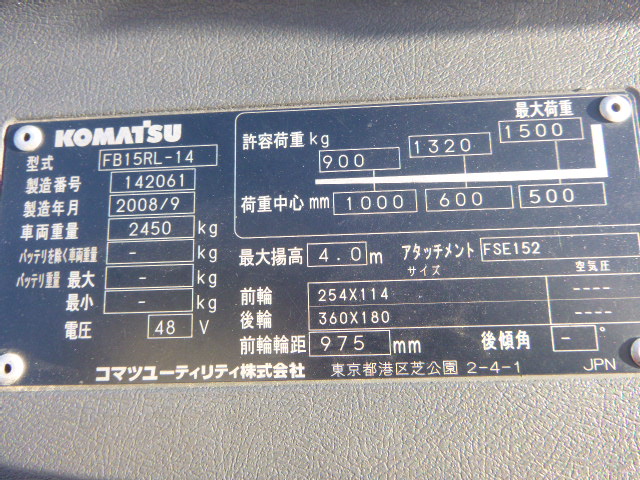 KOMATSU
型式 FB15RL-14
製造番号 142061
製造年月 2008/9
車両重量 2450 kg
バッテリを除く車両重量 - kg
バッテリ重量 最大 - kg
最小 - kg
電圧 48 V
最大荷重
許容荷重 kg 900 1320 1500
荷重中心 mm 1000 600 500
最大揚高 4.0 m アタッチメント FSE152
サイズ 空気圧
前輪 254X114 ----
後輪 360X180 ----
前輪輪距 975 mm 後傾角 - °
コマツユーティリティ株式会社 東京都港区芝公園 2-4-1 JPN